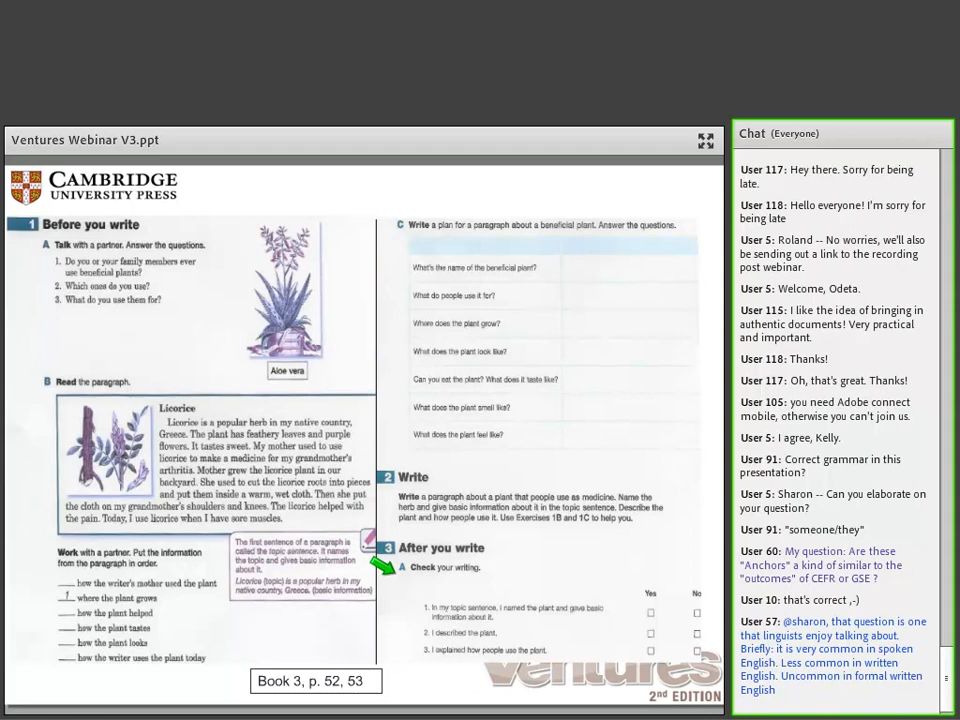 Ventures Webinar V3.ppt
CAMBRIDGE
UNIVERSITY PRESS
1 Before you write
A Talk with a partner. Answer the questions.
1. Do you or your family members ever
use beneficial plants?
2. Which ones do you use?
3. What do you use them for?
Aloe vera
B Read the paragraph.
Licorice
Licorice is a popular herb in my native country,
Greece. The plant has feathery leaves and purple
flowers. It tastes sweet. My mother used to use
licorice to make a medicine for my grandmother's
arthritis. Mother grew the licorice plant in our
backyard. She used to cut the licorice roots into pieces
and put them inside a warm, wet cloth. Then she put
the cloth on my grandmother's shoulders and knees. The licorice helped with
the pain. Today, I use licorice when I have sore muscles.
Work with a partner. Put the information
from the paragraph in order.
___ how the writer's mother used the plant
_1_ where the plant grows
___ how the plant helped
___ how the plant tastes
___ how the plant looks
___ how the writer uses the plant today
The first sentence of a paragraph is
called the topic sentence. It names
the topic and gives basic information
about it.
Licorice (topic) is a popular herb in my
native country, Greece. (basic information)
C Write a plan for a paragraph about a beneficial plant. Answer the questions.
What's the name of the beneficial plant?
What do people use it for?
Where does the plant grow?
What does the plant look like?
Can you eat the plant? What does it taste like?
What does the plant smell like?
What does the plant feel like?
2 Write
Write a paragraph about a plant that people use as medicine. Name the
herb and give basic information about it in the topic sentence. Describe the
plant and how people use it. Use Exercises 1B and 1C to help you.
3 After you write
A Check your writing.
Yes No
1. In my topic sentence, I named the plant and gave basic
information about it.
2. I described the plant.
3. I explained how people use the plant.
Book 3, p. 52, 53
ventures
2nd EDITION
Chat (Everyone)
User 117: Hey there. Sorry for being
late.
User 118: Hello everyone! I'm sorry for
being late
User 5: Roland -- No worries, we'll also
be sending out a link to the recording
post webinar.
User 5: Welcome, Odeta.
User 115: I like the idea of bringing in
authentic documents! Very practical
and important.
User 118: Thanks!
User 117: Oh, that's great. Thanks!
User 105: you need Adobe connect
mobile, otherwise you can't join us.
User 5: I agree, Kelly.
User 91: Correct grammar in this
presentation?
User 5: Sharon -- Can you elaborate on
your question?
User 91: "someone/they"
User 60: My question: Are these
"Anchors" a kind of similar to the
"outcomes" of CEFR or GSE ?
User 10: that's correct ,-)
User 57: @sharon, that question is one
that linguists enjoy talking about.
Briefly: it is very common in spoken
English. Less common in written
English. Uncommon in formal written
English